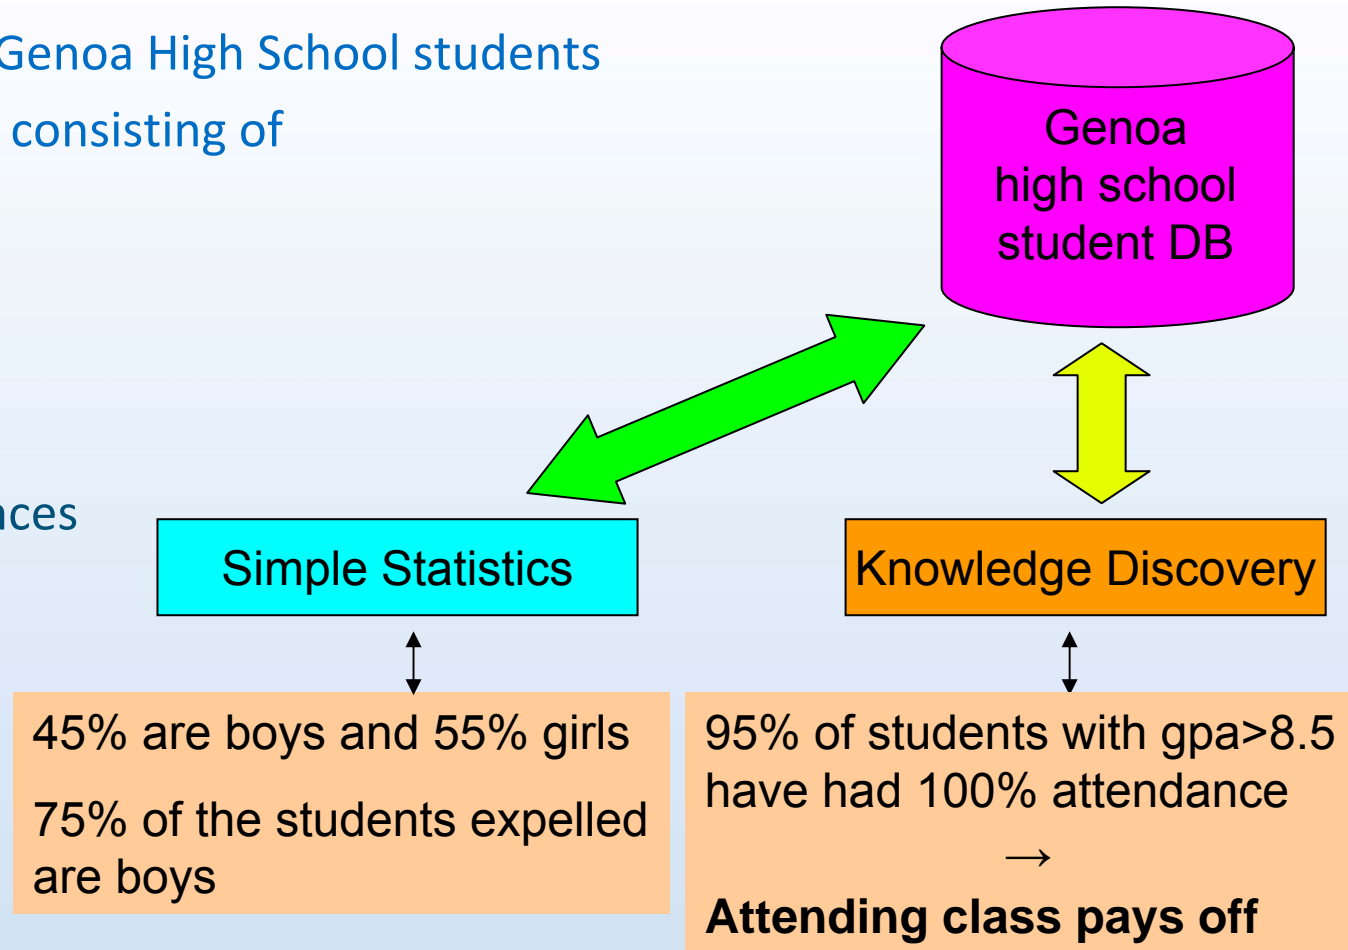 Genoa High School students
consisting of
Genoa
high school
student DB
Simple Statistics
Knowledge Discovery
45% are boys and 55% girls
75% of the students expelled
are boys
95% of students with gpa>8.5
have had 100% attendance
→
Attending class pays off